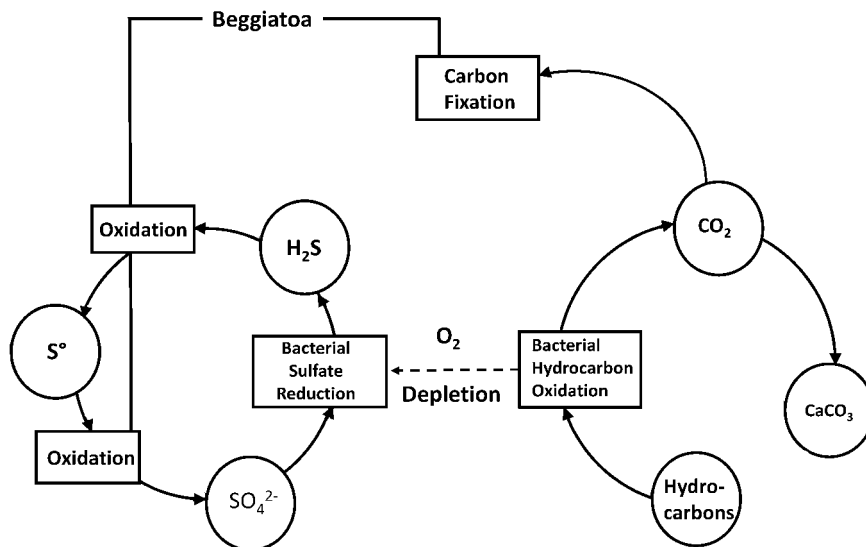 Beggiatoa
Carbon
Fixation
Oxidation
H₂S
CO₂
S°
Bacterial
Sulfate
Reduction
O₂
Depletion
Bacterial
Hydrocarbon
Oxidation
CaCO₃
Oxidation
SO₄²⁻
Hydro-
carbons